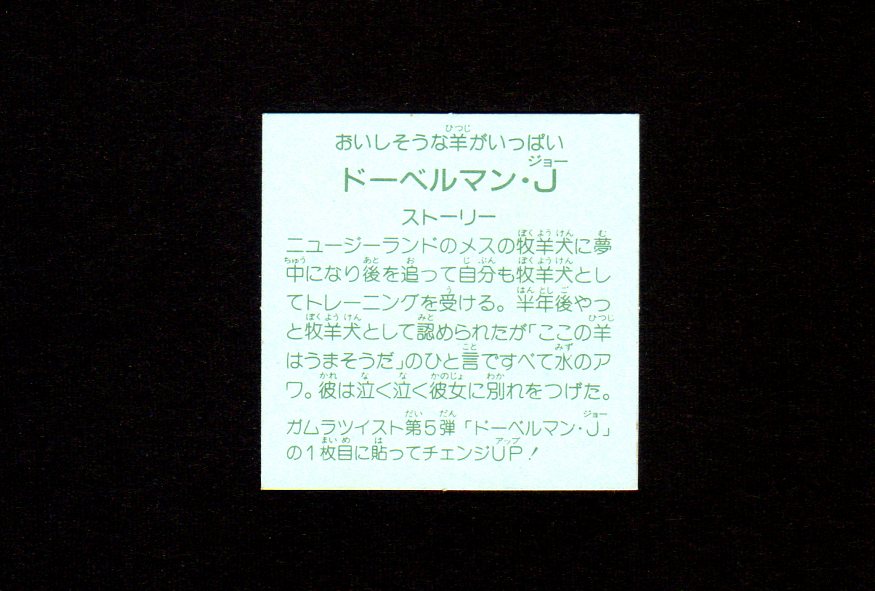 おいしそうな羊がいっぱい
ドーベルマン・J
ストーリー
ニュージーランドのメスの牧羊犬に夢
中になり後を追って自分も牧羊犬とし
てトレーニングを受ける。半年後やっ
と牧羊犬として認められたが「ここの羊
はうまそうだ」のひと言ですべて水のア
ワ。彼は泣く泣く彼女に別れをつげた。
ガムラツイスト第5弾「ドーベルマン・J」
の1枚目に貼ってチェンジUP!